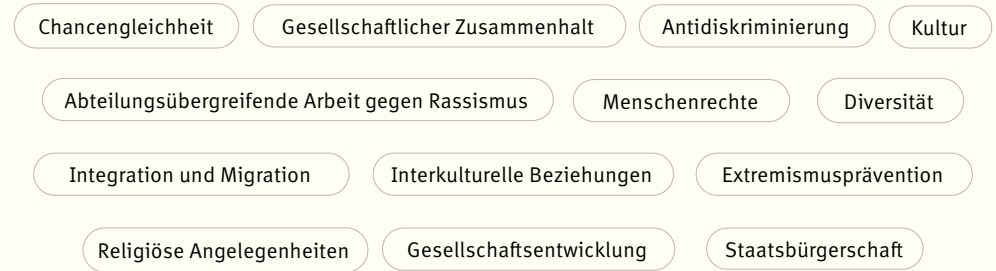 Chancengleichheit Gesellschaftlicher Zusammenhalt Antidiskriminierung Kultur
Abteilungsübergreifende Arbeit gegen Rassismus Menschenrechte Diversität
Integration und Migration Interkulturelle Beziehungen Extremismusprävention
Religiöse Angelegenheiten Gesellschaftsentwicklung Staatsbürgerschaft